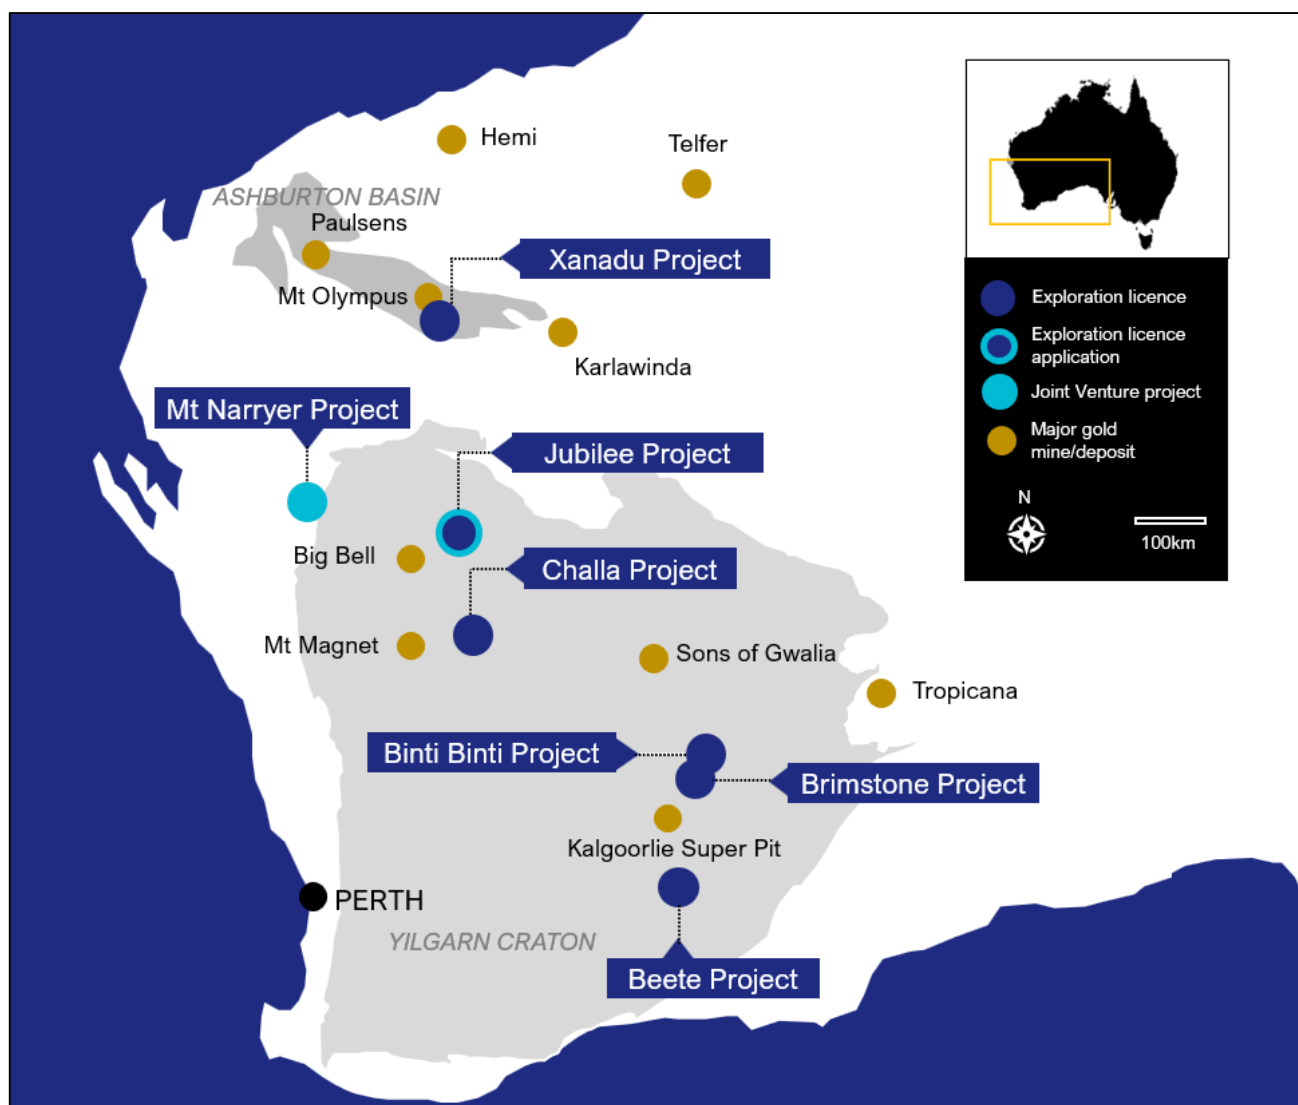 Hemi
Telfer
ASHBURTON BASIN
Paulsens
Xanadu Project
Mt Olympus
Karlawinda
Mt Narryer Project
Jubilee Project
Big Bell
Challa Project
Mt Magnet
Sons of Gwalia
Tropicana
Binti Binti Project
Brimstone Project
Kalgoorlie Super Pit
PERTH
YILGARN CRATON
Beete Project
Exploration licence
Exploration licence
application
Joint Venture project
Major gold
mine/deposit
N
100km